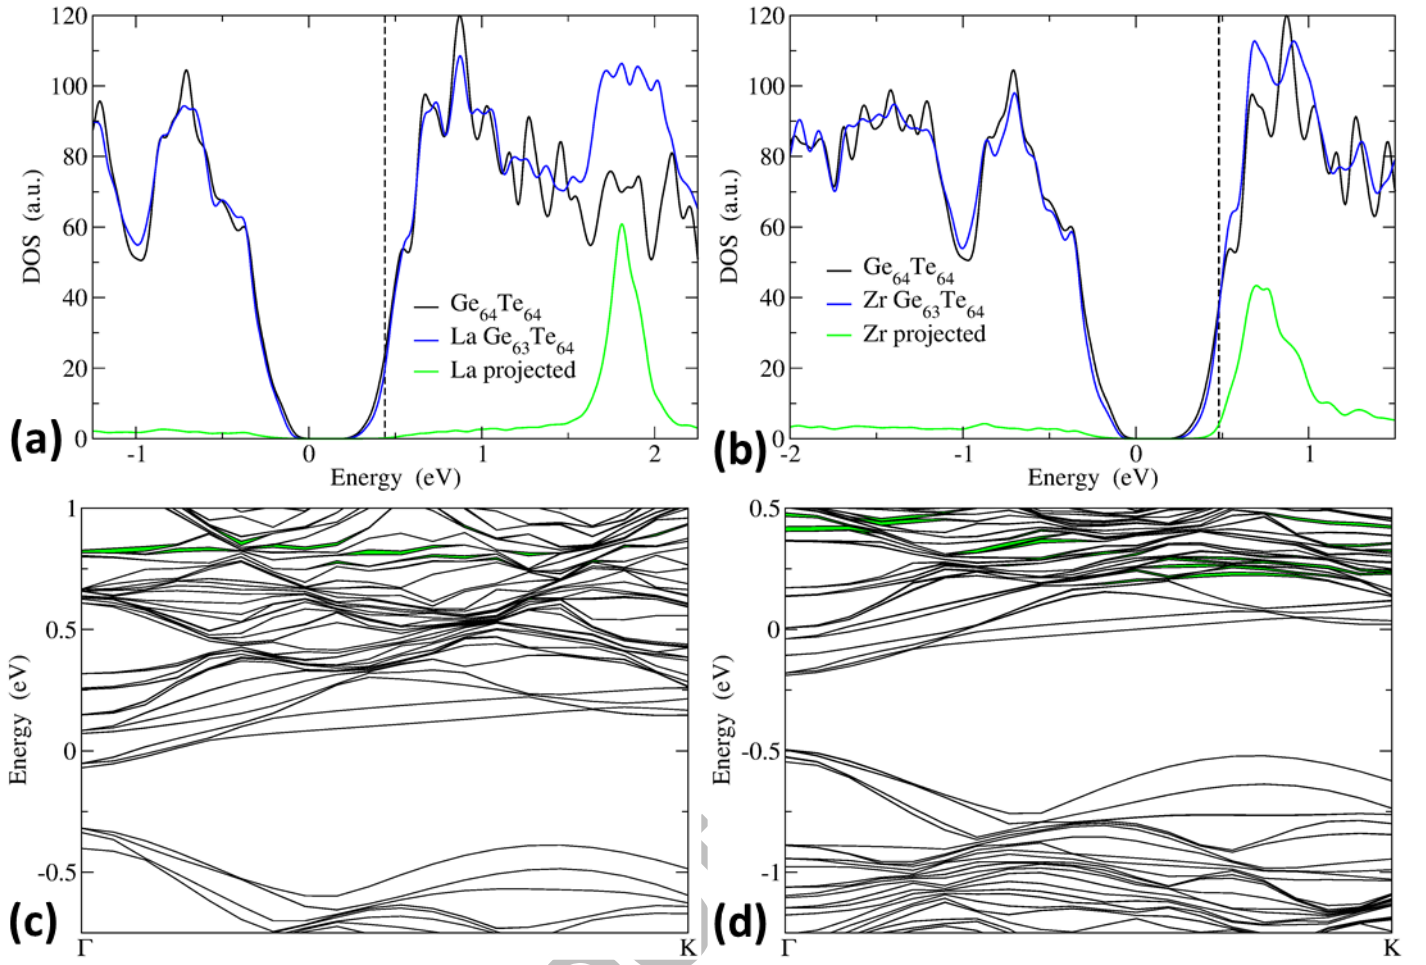 120
100
80
60
40
20
0
DOS (a.u.)
Ge64Te64
La Ge63Te64
La projected
-1 0 1 2
Energy (eV)
(a)
120
100
80
60
40
20
0
DOS (a.u.)
Ge64Te64
Zr Ge63Te64
Zr projected
-2 -1 0 1
Energy (eV)
(b)
1
0.5
0
-0.5
Energy (eV)
Γ K
(c)
0.5
0
-0.5
-1
Energy (eV)
Γ K
(d)